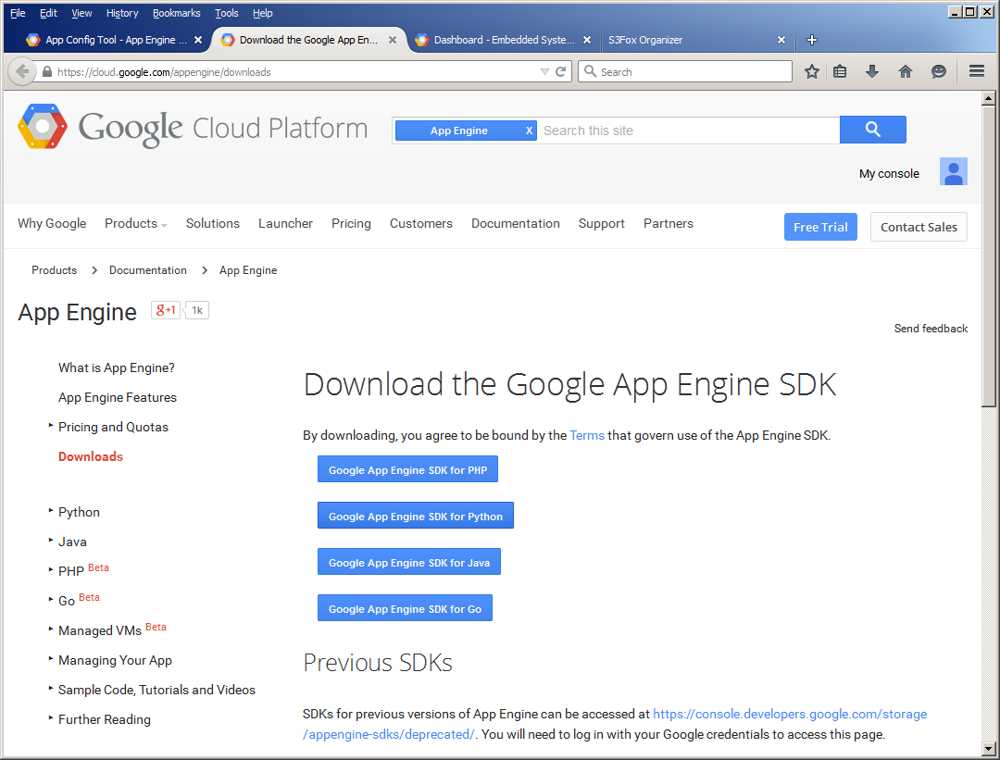 File Edit View History Bookmarks Tools Help
App Config Tool - App Engine ... Download the Google App En... Dashboard - Embedded Syste... S3Fox Organizer
https://cloud.google.com/appengine/downloads Search
Google Cloud Platform App Engine X Search this site
My console
Why Google Products Solutions Launcher Pricing Customers Documentation Support Partners Free Trial Contact Sales
Products > Documentation > App Engine
App Engine g+1 1k
Send feedback
What is App Engine?
App Engine Features
Pricing and Quotas
Downloads
Python
Java
PHP Beta
Go Beta
Managed VMs Beta
Managing Your App
Sample Code, Tutorials and Videos
Further Reading
Download the Google App Engine SDK
By downloading, you agree to be bound by the Terms that govern use of the App Engine SDK.
Google App Engine SDK for PHP
Google App Engine SDK for Python
Google App Engine SDK for Java
Google App Engine SDK for Go
Previous SDKs
SDKs for previous versions of App Engine can be accessed at https://console.developers.google.com/storage
/appengine-sdks/deprecated/. You will need to log in with your Google credentials to access this page.